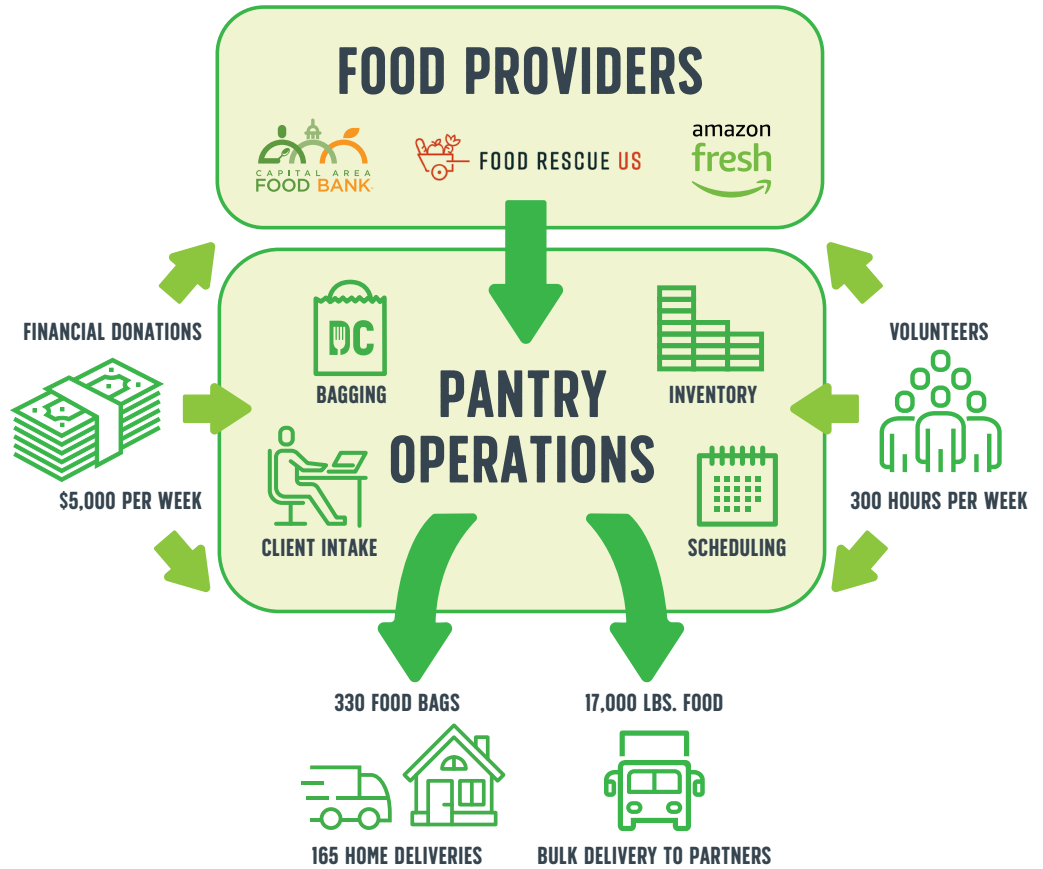 FOOD PROVIDERS
CAPITAL AREA
FOOD BANK
FOOD RESCUE US
amazon
fresh
FINANCIAL DONATIONS
$5,000 PER WEEK
DC
BAGGING
INVENTORY
PANTRY
OPERATIONS
CLIENT INTAKE
SCHEDULING
VOLUNTEERS
300 HOURS PER WEEK
330 FOOD BAGS
165 HOME DELIVERIES
17,000 LBS. FOOD
BULK DELIVERY TO PARTNERS